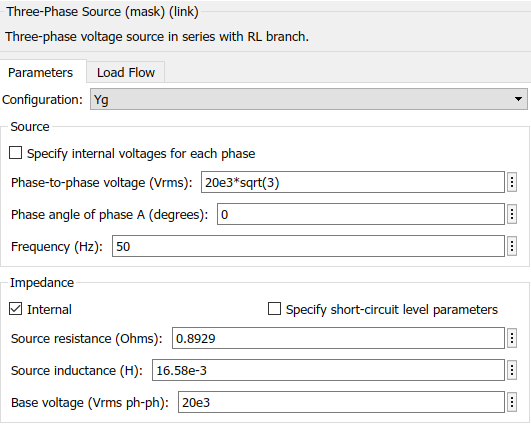 Three-Phase Source (mask) (link)
Three-phase voltage source in series with RL branch.
Parameters Load Flow
Configuration: Yg
Source
Specify internal voltages for each phase
Phase-to-phase voltage (Vrms): 20e3*sqrt(3)
Phase angle of phase A (degrees): 0
Frequency (Hz): 50
Impedance
Internal Specify short-circuit level parameters
Source resistance (Ohms): 0.8929
Source inductance (H): 16.58e-3
Base voltage (Vrms ph-ph): 20e3